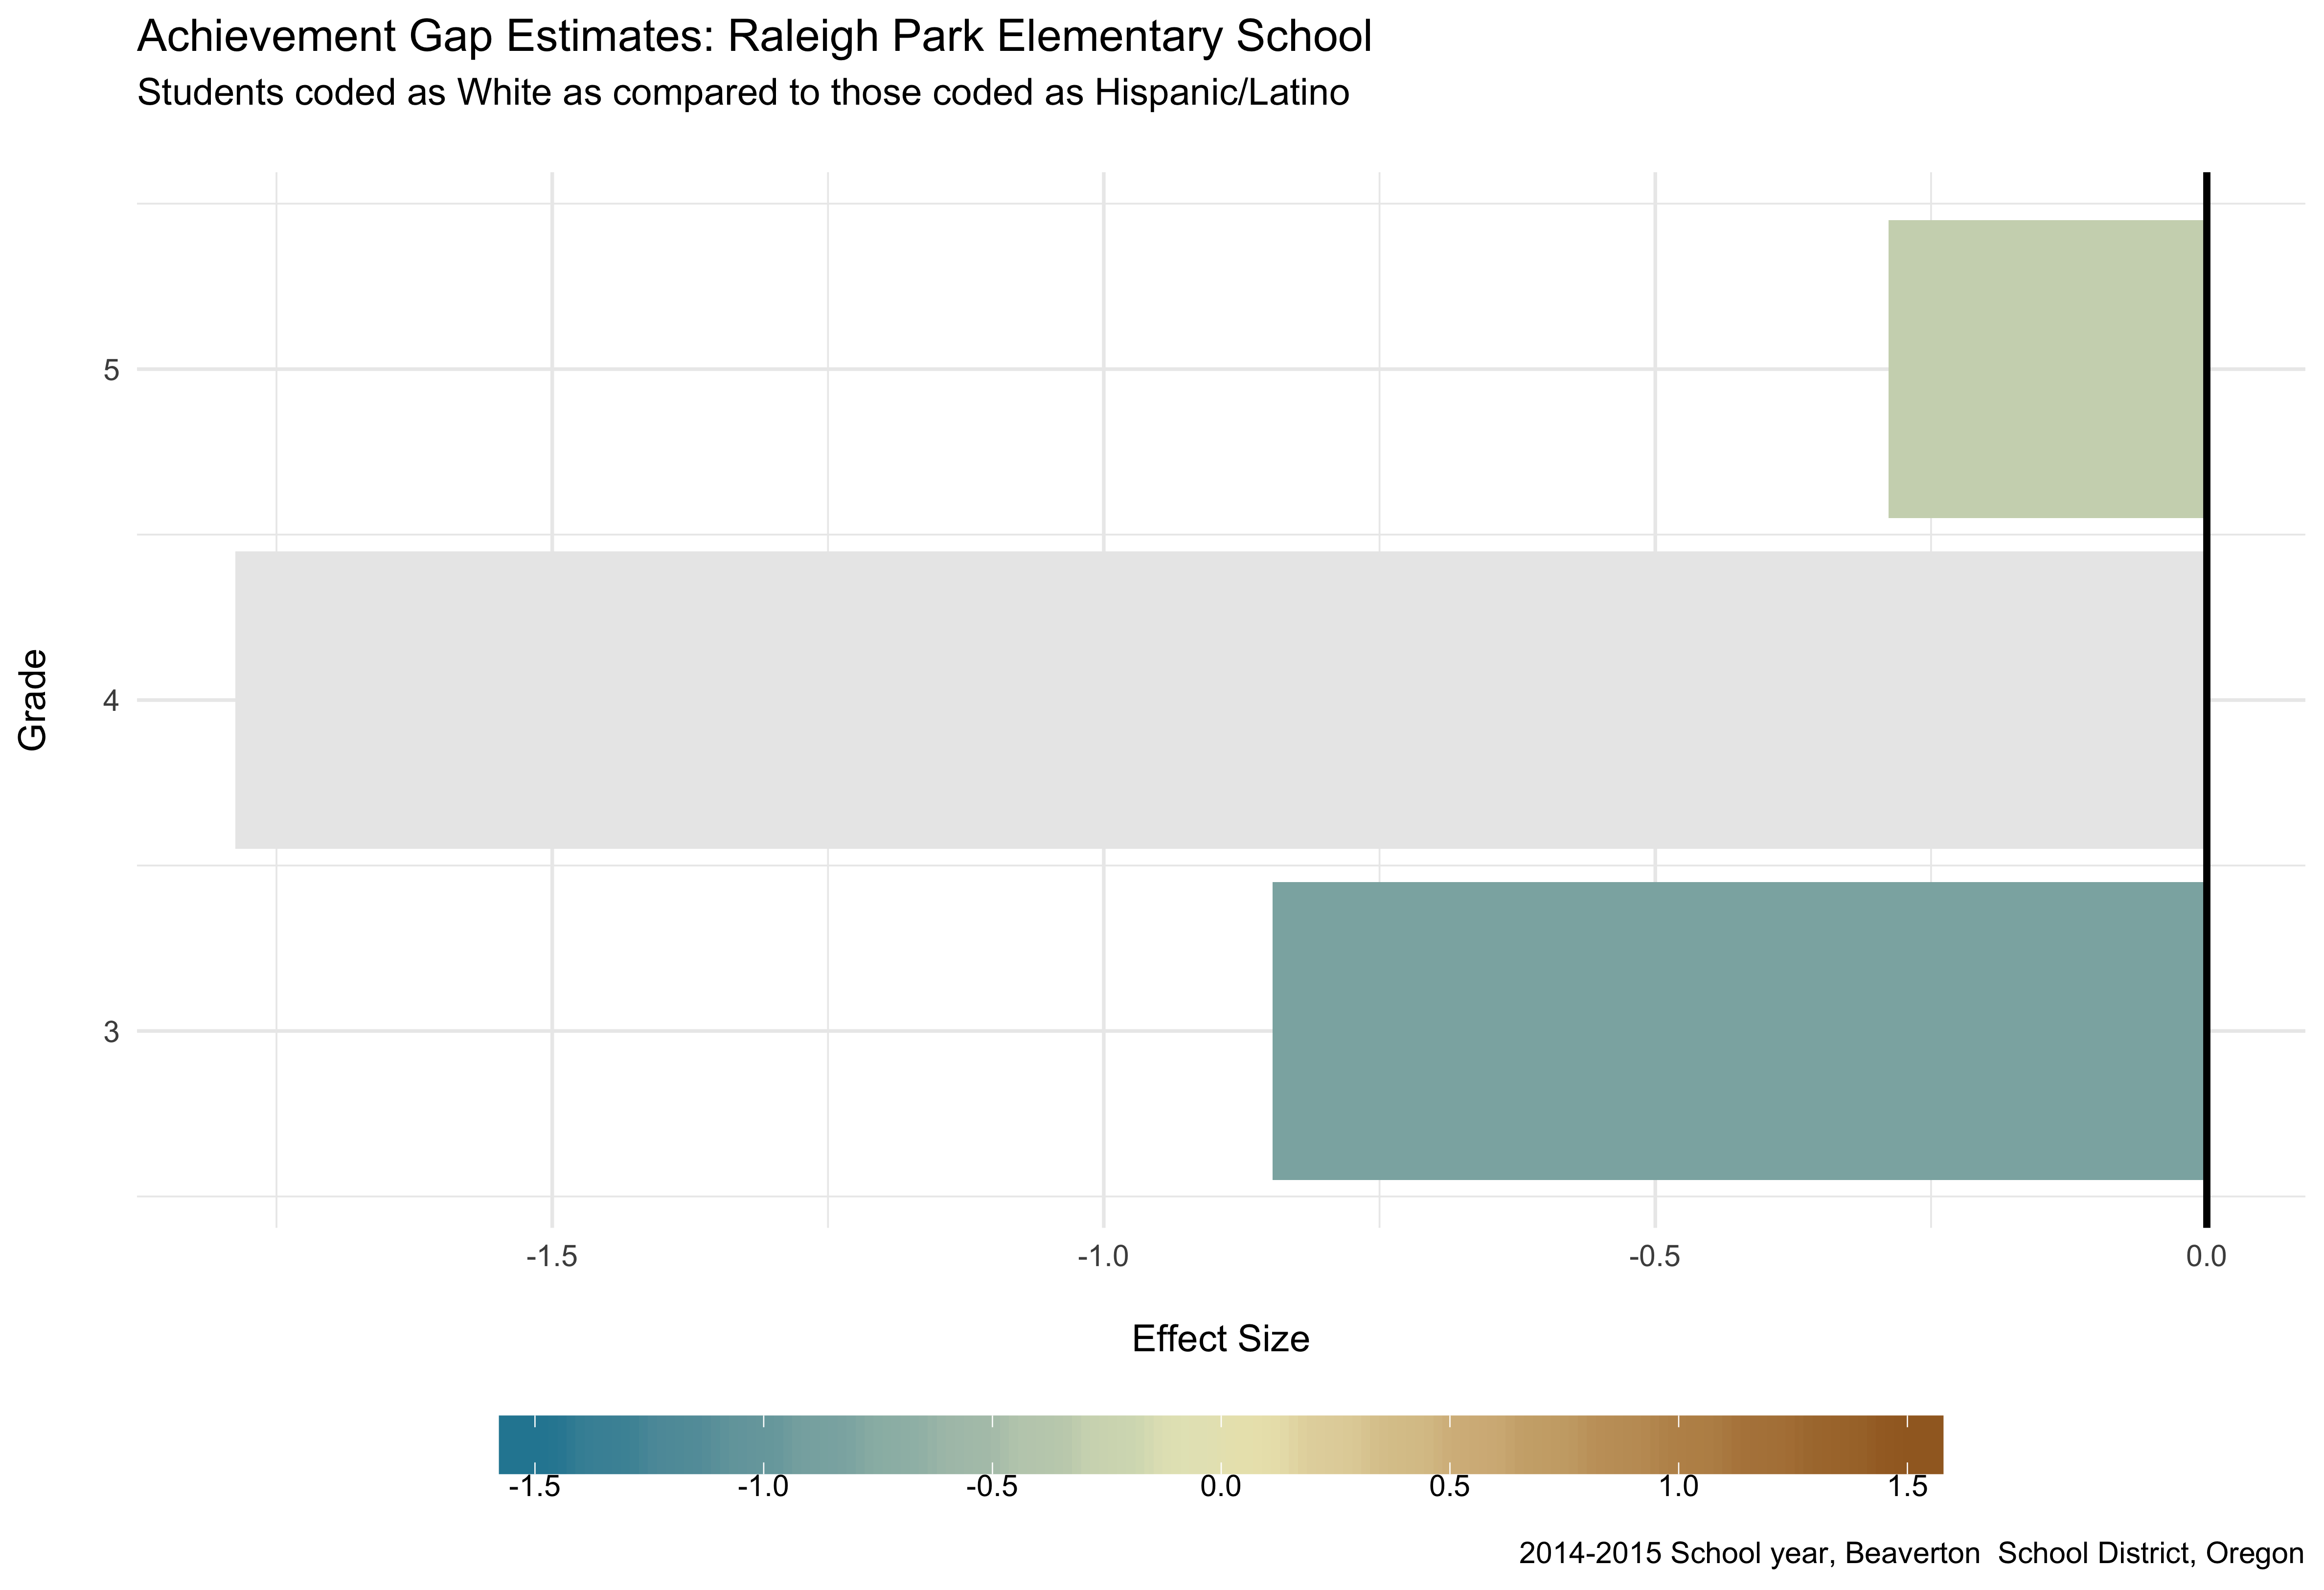 Achievement Gap Estimates: Raleigh Park Elementary School
Students coded as White as compared to those coded as Hispanic/Latino
Grade
5
4
3
-1.5 -1.0 -0.5 0.0
Effect Size
-1.5 -1.0 -0.5 0.0 0.5 1.0 1.5
2014-2015 School year, Beaverton  School District, Oregon